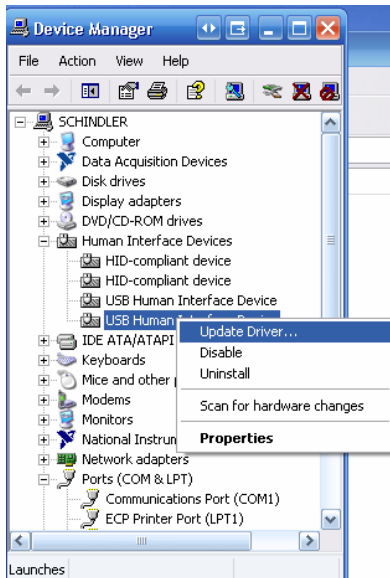 Device Manager
File Action View Help
SCHINDLER
Computer
Data Acquisition Devices
Disk drives
Display adapters
DVD/CD-ROM drives
Human Interface Devices
HID-compliant device
HID-compliant device
USB Human Interface Device
USB Human Interface Device
Update Driver...
IDE ATA/ATAPI
Disable
Keyboards
Uninstall
Mice and other
Modems
Scan for hardware changes
Monitors
National Instrun
Properties
Network adapters
Ports (COM & LPT)
Communications Port (COM1)
ECP Printer Port (LPT1)
Launches